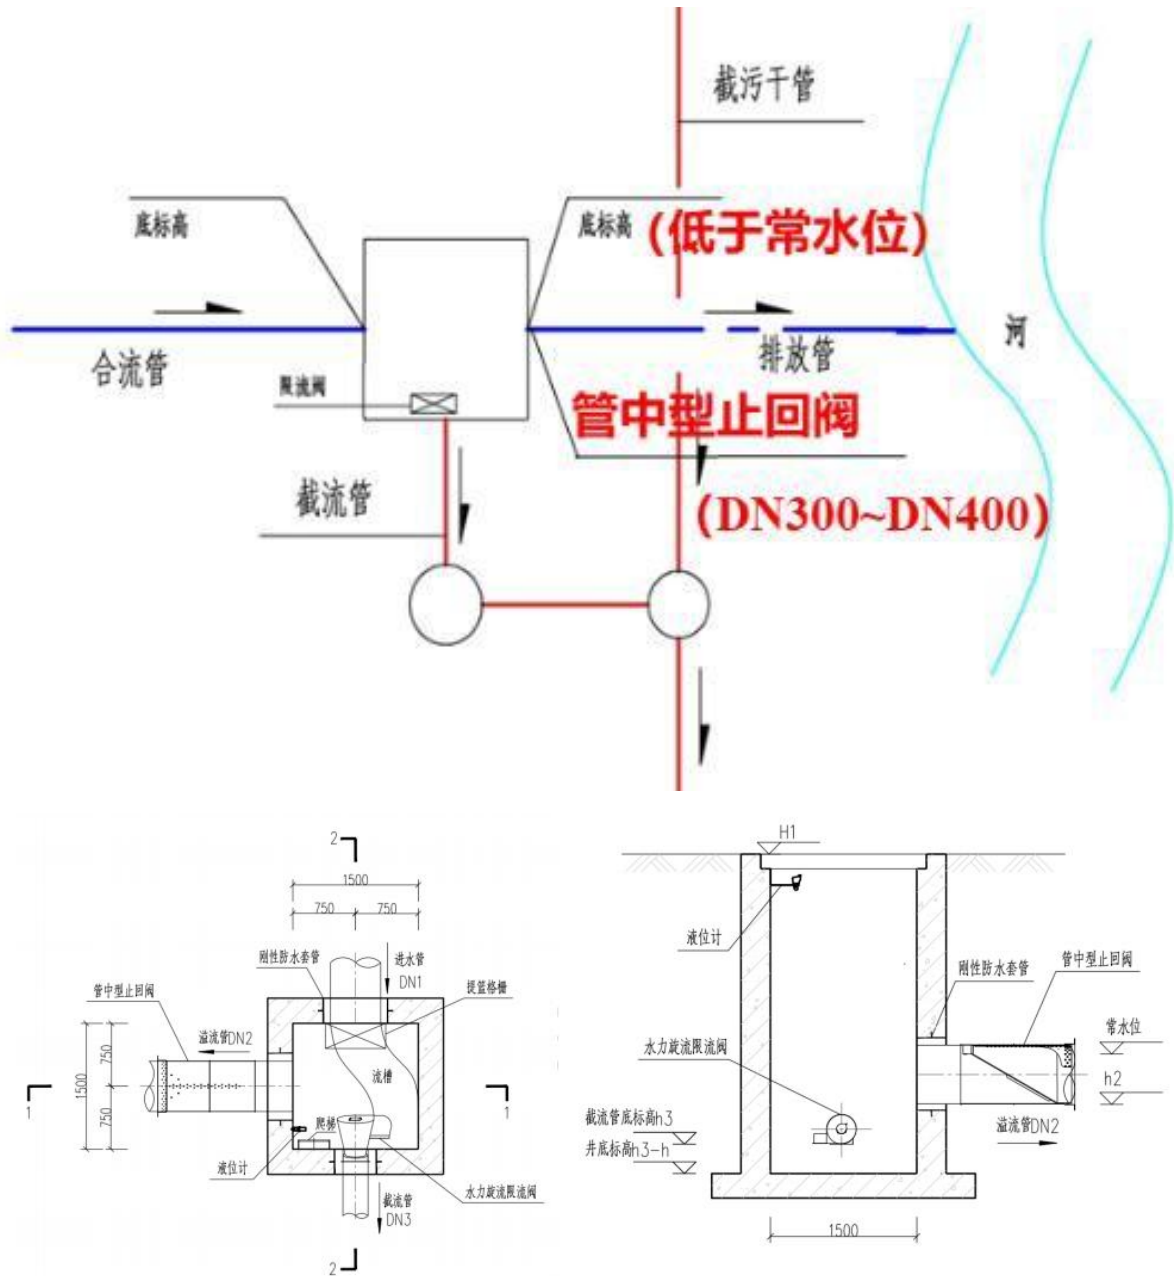 截污干管
底标高
底标高
(低于常水位)
合流管
排放管
河
限流阀
管中型止回阀
截流管
(DN300~DN400)
2
1500
750
750
刚性防水套管
进水管
DN1
提篮格栅
管中型止回阀
溢流管DN2
750
1500
750
流槽
1
1
爬梯
液位计
截流管
DN3
水力旋流限流阀
2
H1
液位计
刚性防水套管
管中型止回阀
常水位
水力旋流限流阀
h2
截流管底标高h3
溢流管DN2
井底标高h3-h
1500